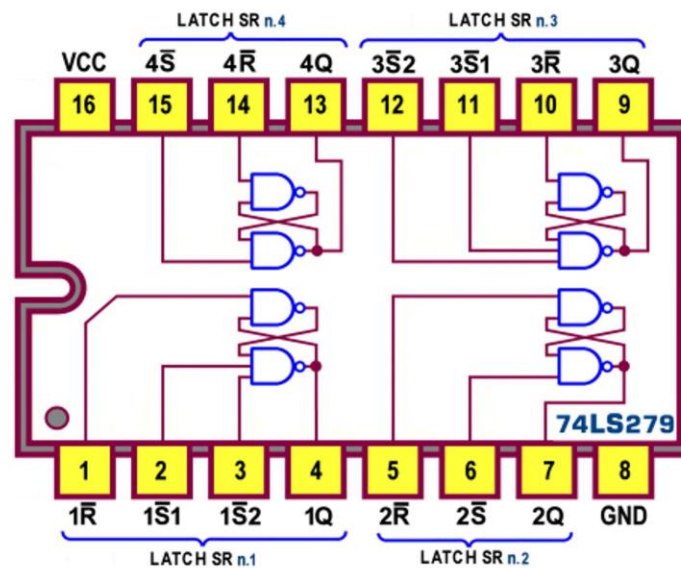 LATCH SR n.4 LATCH SR n.3
VCC 4S̅ 4R̅ 4Q 3S̅2 3S̅1 3R̅ 3Q
16 15 14 13 12 11 10 9
74LS279
1 2 3 4 5 6 7 8
1R̅ 1S̅1 1S̅2 1Q 2R̅ 2S̅ 2Q GND
LATCH SR n.1 LATCH SR n.2